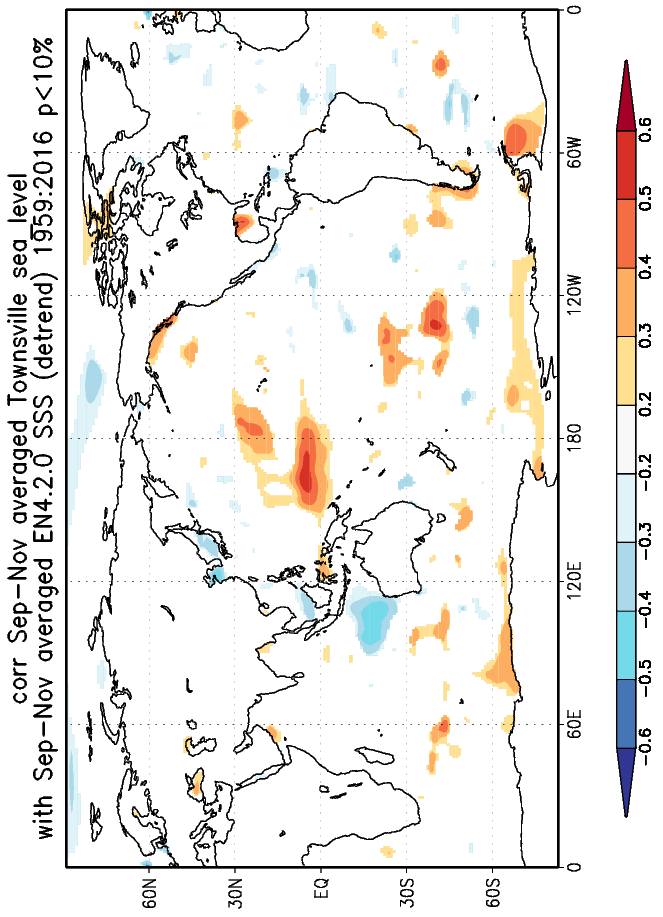 corr Sep-Nov averaged Townsville sea level
with Sep-Nov averaged EN4.2.0 SSS (detrend) 1959:2016 p<10%
60N
30N
EQ
30S
60S
0
60E
120E
180
120W
60W
0
-0.6
-0.5
-0.4
-0.3
-0.2
0.2
0.3
0.4
0.5
0.6